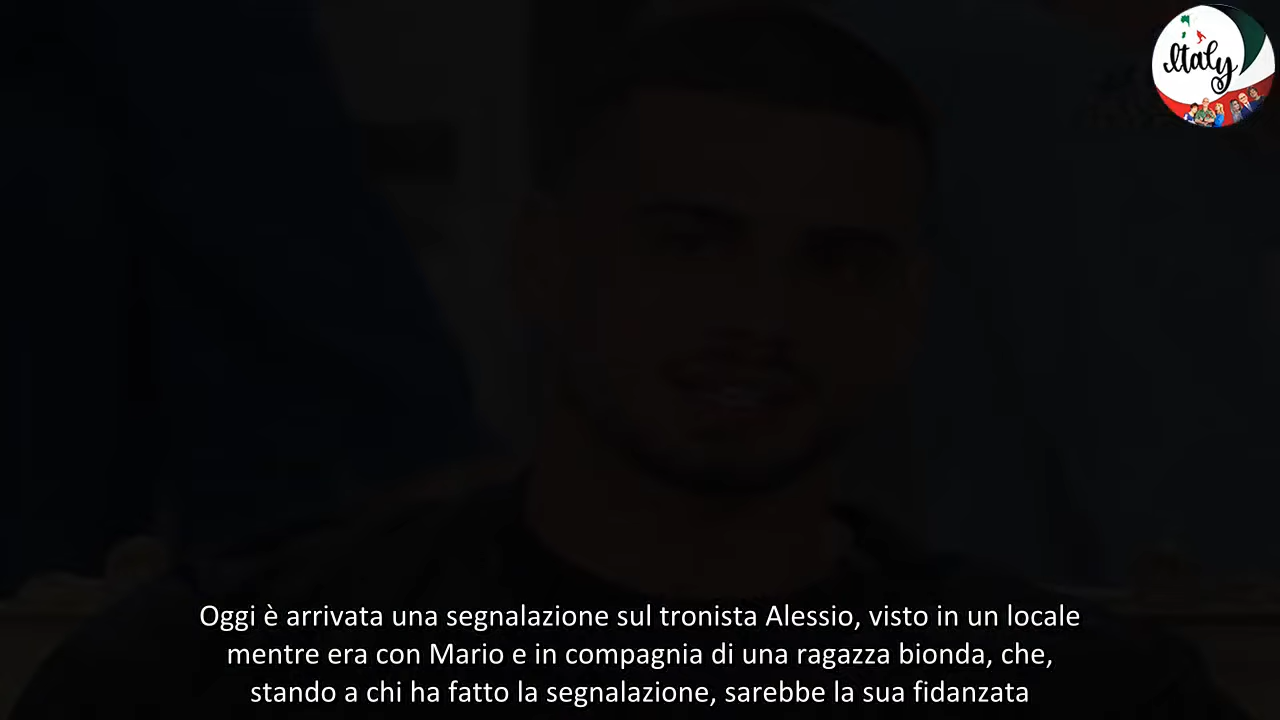 Italy
Oggi è arrivata una segnalazione sul tronista Alessio, visto in un locale
mentre era con Mario e in compagnia di una ragazza bionda, che,
stando a chi ha fatto la segnalazione, sarebbe la sua fidanzata